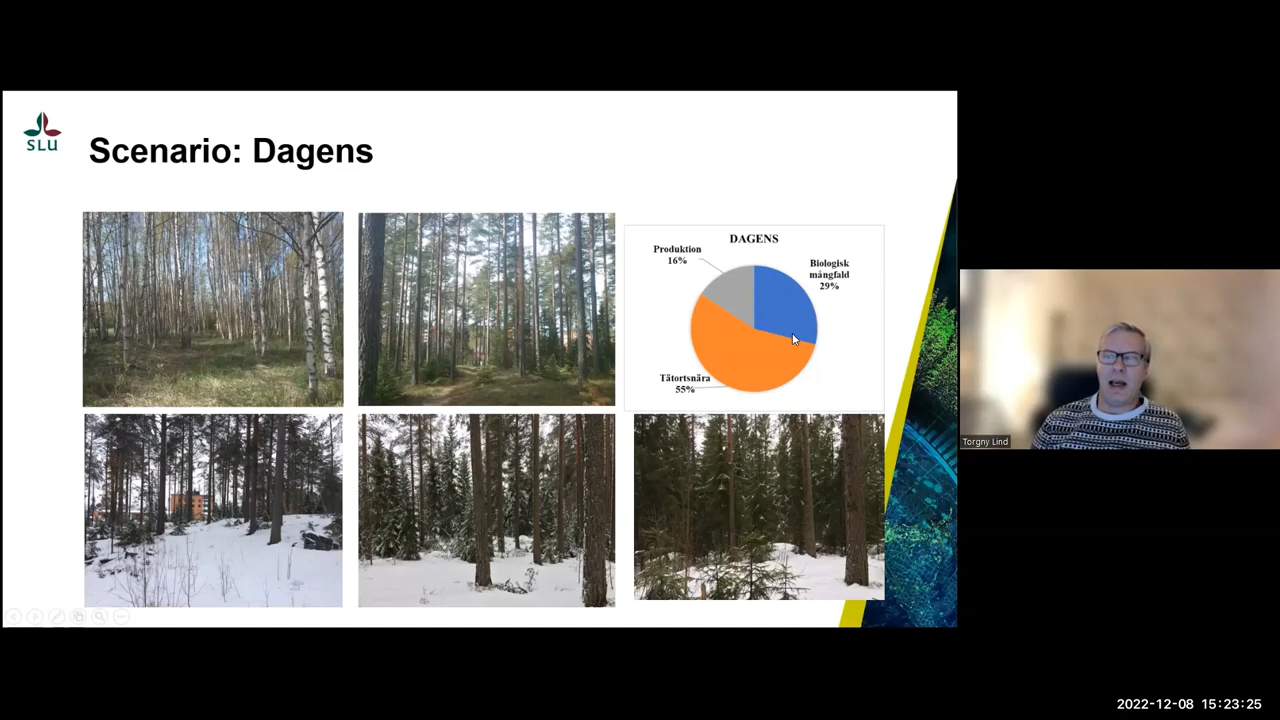 SLU
Scenario: Dagens
DAGENS
Produktion
16%
Biologisk
mångfald
29%
Tätortsnära
55%
Torgny Lind
2022-12-08 15:23:25